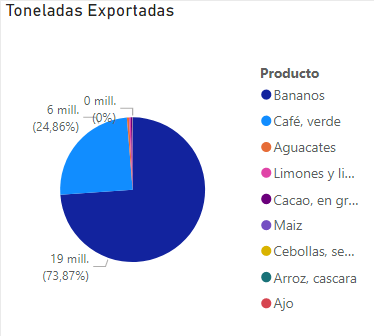 Toneladas Exportadas
0 mill.
(0%)
6 mill.
(24,86%)
19 mill.
(73,87%)
Producto
Bananos
Café, verde
Aguacates
Limones y li...
Cacao, en gr...
Maiz
Cebollas, se...
Arroz, cascara
Ajo